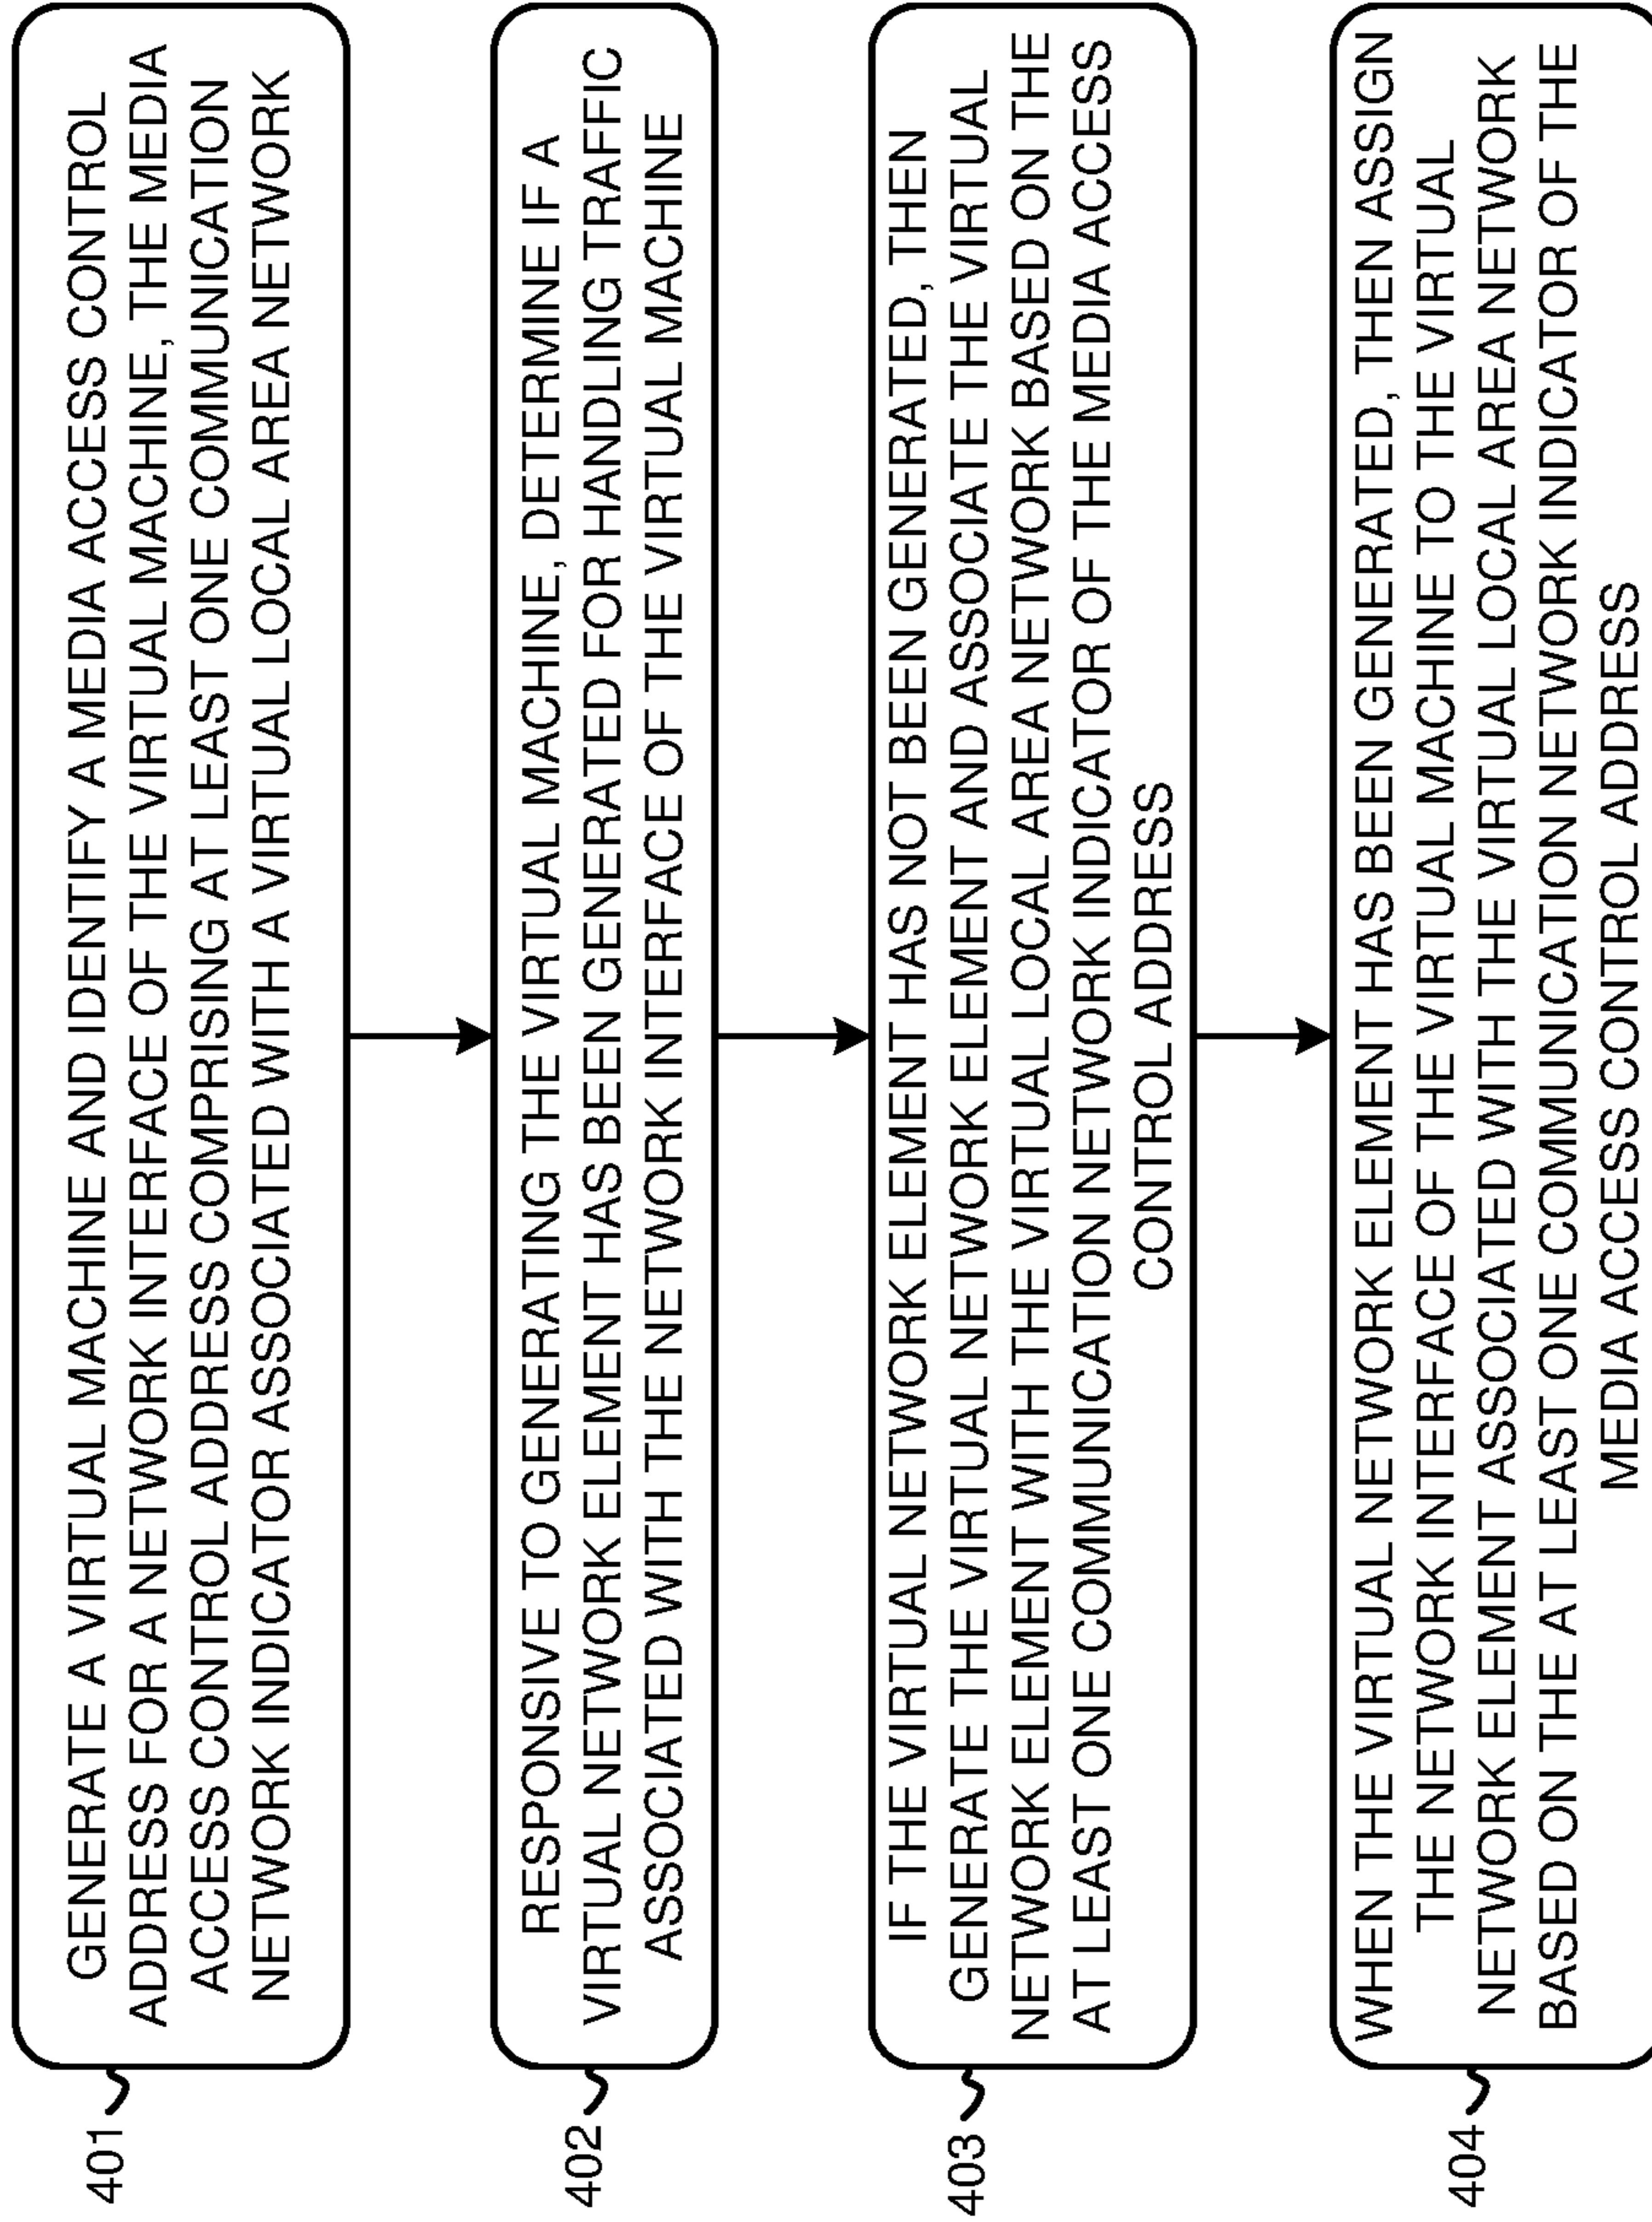 401
GENERATE A VIRTUAL MACHINE AND IDENTIFY A MEDIA ACCESS CONTROL
ADDRESS FOR A NETWORK INTERFACE OF THE VIRTUAL MACHINE, THE MEDIA
ACCESS CONTROL ADDRESS COMPRISING AT LEAST ONE COMMUNICATION
NETWORK INDICATOR ASSOCIATED WITH A VIRTUAL LOCAL AREA NETWORK
402
RESPONSIVE TO GENERATING THE VIRTUAL MACHINE, DETERMINE IF A
VIRTUAL NETWORK ELEMENT HAS BEEN GENERATED FOR HANDLING TRAFFIC
ASSOCIATED WITH THE NETWORK INTERFACE OF THE VIRTUAL MACHINE
403
IF THE VIRTUAL NETWORK ELEMENT HAS NOT BEEN GENERATED, THEN
GENERATE THE VIRTUAL NETWORK ELEMENT AND ASSOCIATE THE VIRTUAL
NETWORK ELEMENT WITH THE VIRTUAL LOCAL AREA NETWORK BASED ON THE
AT LEAST ONE COMMUNICATION NETWORK INDICATOR OF THE MEDIA ACCESS
CONTROL ADDRESS
404
WHEN THE VIRTUAL NETWORK ELEMENT HAS BEEN GENERATED, THEN ASSIGN
THE NETWORK INTERFACE OF THE VIRTUAL MACHINE TO THE VIRTUAL
NETWORK ELEMENT ASSOCIATED WITH THE VIRTUAL LOCAL AREA NETWORK
BASED ON THE AT LEAST ONE COMMUNICATION NETWORK INDICATOR OF THE
MEDIA ACCESS CONTROL ADDRESS